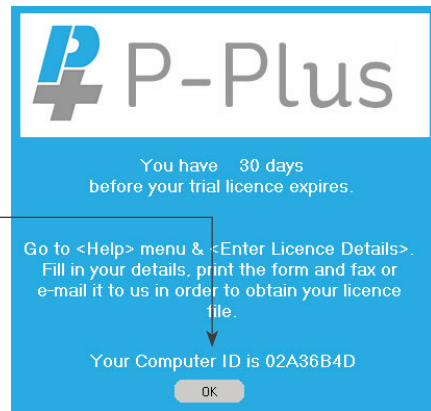 P-Plus
You have 30 days
before your trial licence expires.
Go to <Help> menu & <Enter Licence Details>.
Fill in your details, print the form and fax or
e-mail it to us in order to obtain your licence
file.
Your Computer ID is 02A36B4D
OK